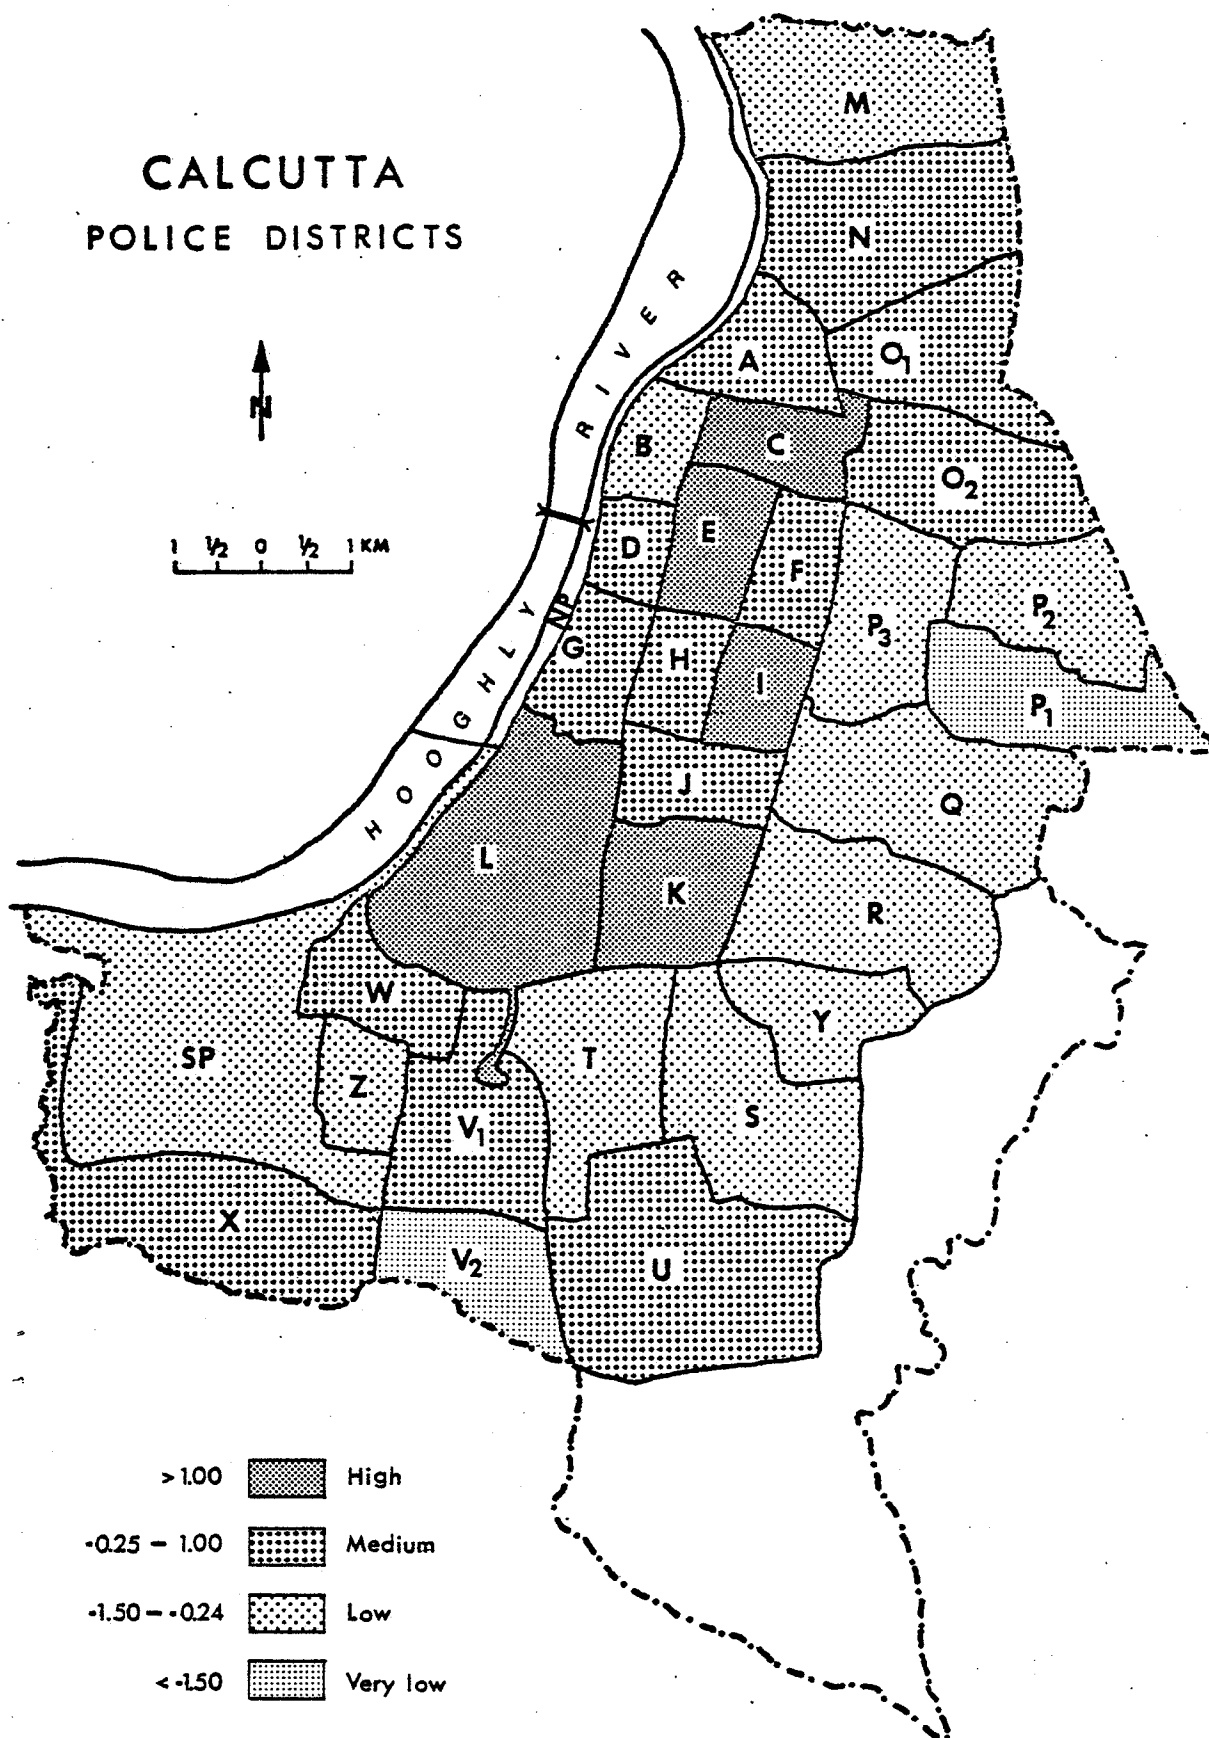 CALCUTTA
POLICE DISTRICTS
N
1 ½ 0 ½ 1 KM
HOOGHLY RIVER
M
N
A
O₁
B
C
O₂
D
E
F
NP
G
H
I
P₃
P₂
P₁
J
Q
L
K
R
W
SP
Z
T
Y
V₁
S
X
V₂
U
>1.00 High
-0.25 – 1.00 Medium
-1.50 – -0.24 Low
< -1.50 Very low